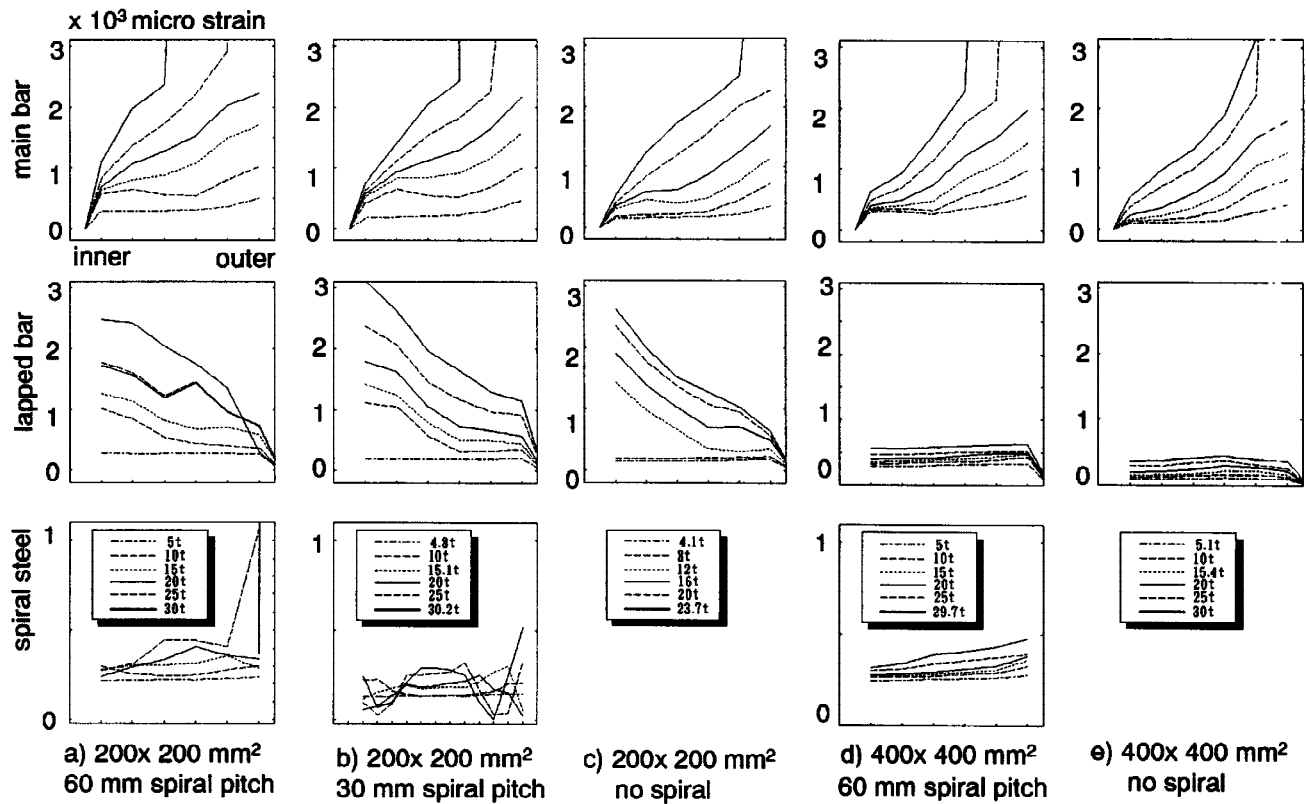 x 10³ micro strain
main bar
3 2 1 0
3 2 1 0
3 2 1 0
3 2 1 0
3 2 1 0
inner outer
lapped bar
3 2 1 0
3 2 1 0
3 2 1 0
3 2 1 0
3 2 1 0
spiral steel
1 0
5t
10t
15t
20t
25t
30t
1
4.8t
10t
15.1t
20t
25t
30.2t
4.1t
8t
12t
16t
20t
23.7t
1 0
5t
10t
15t
20t
25t
29.7t
5.1t
10t
15.4t
20t
25t
30t
a) 200x 200 mm²
60 mm spiral pitch
b) 200x 200 mm²
30 mm spiral pitch
c) 200x 200 mm²
no spiral
d) 400x 400 mm²
60 mm spiral pitch
e) 400x 400 mm²
no spiral